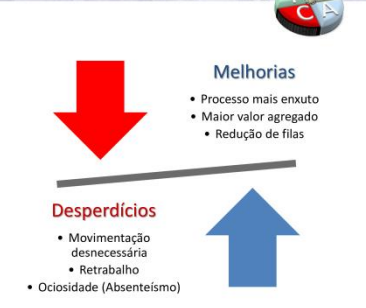 C A
Melhorias
• Processo mais enxuto
• Maior valor agregado
• Redução de filas
Desperdícios
• Movimentação
desnecessária
• Retrabalho
• Ociosidade (Absenteísmo)